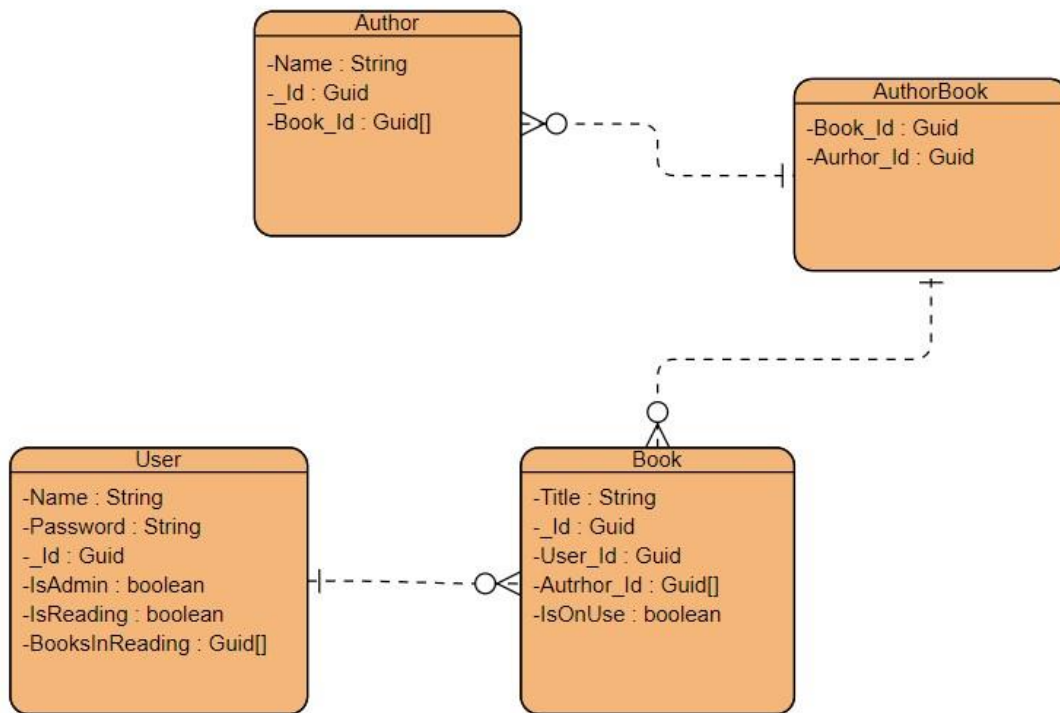 Author
-Name : String
-_Id : Guid
-Book_Id : Guid[]
AuthorBook
-Book_Id : Guid
-Aurhor_Id : Guid
User
-Name : String
-Password : String
-_Id : Guid
-IsAdmin : boolean
-IsReading : boolean
-BooksInReading : Guid[]
Book
-Title : String
-_Id : Guid
-User_Id : Guid
-Autrhor_Id : Guid[]
-IsOnUse : boolean